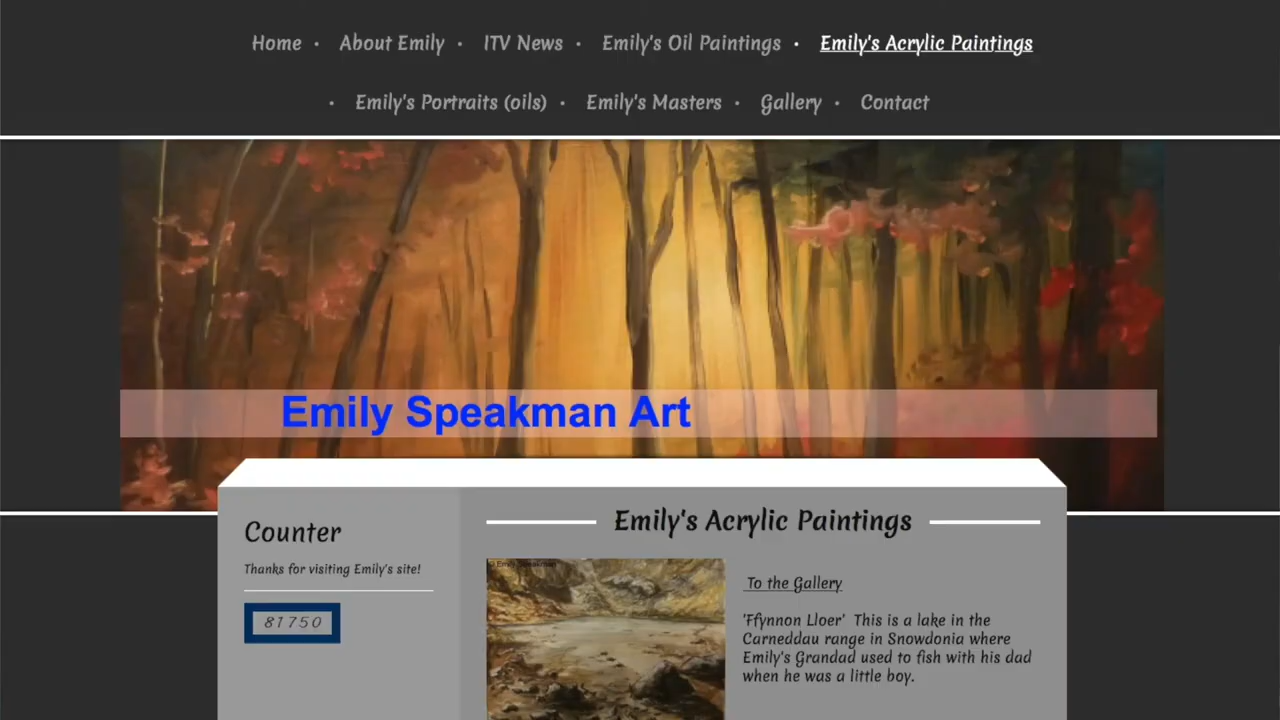 Home • About Emily • ITV News • Emily's Oil Paintings • Emily's Acrylic Paintings
• Emily's Portraits (oils) • Emily's Masters • Gallery • Contact
Emily Speakman Art
Counter
Thanks for visiting Emily's site!
81750
Emily's Acrylic Paintings
© Emily Speakman
To the Gallery
'Ffynnon Lloer' This is a lake in the
Carneddau range in Snowdonia where
Emily's Grandad used to fish with his dad
when he was a little boy.